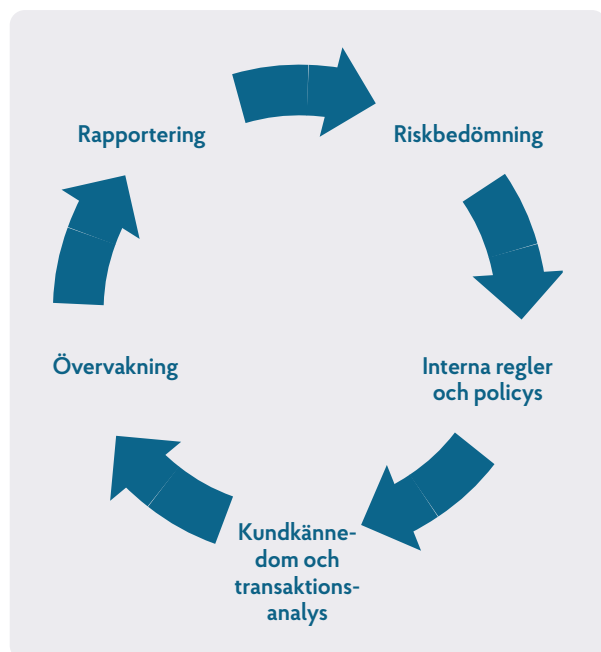 Rapportering
Riskbedömning
Övervakning
Interna regler
och policys
Kundkänne-
dom och
transaktions-
analys